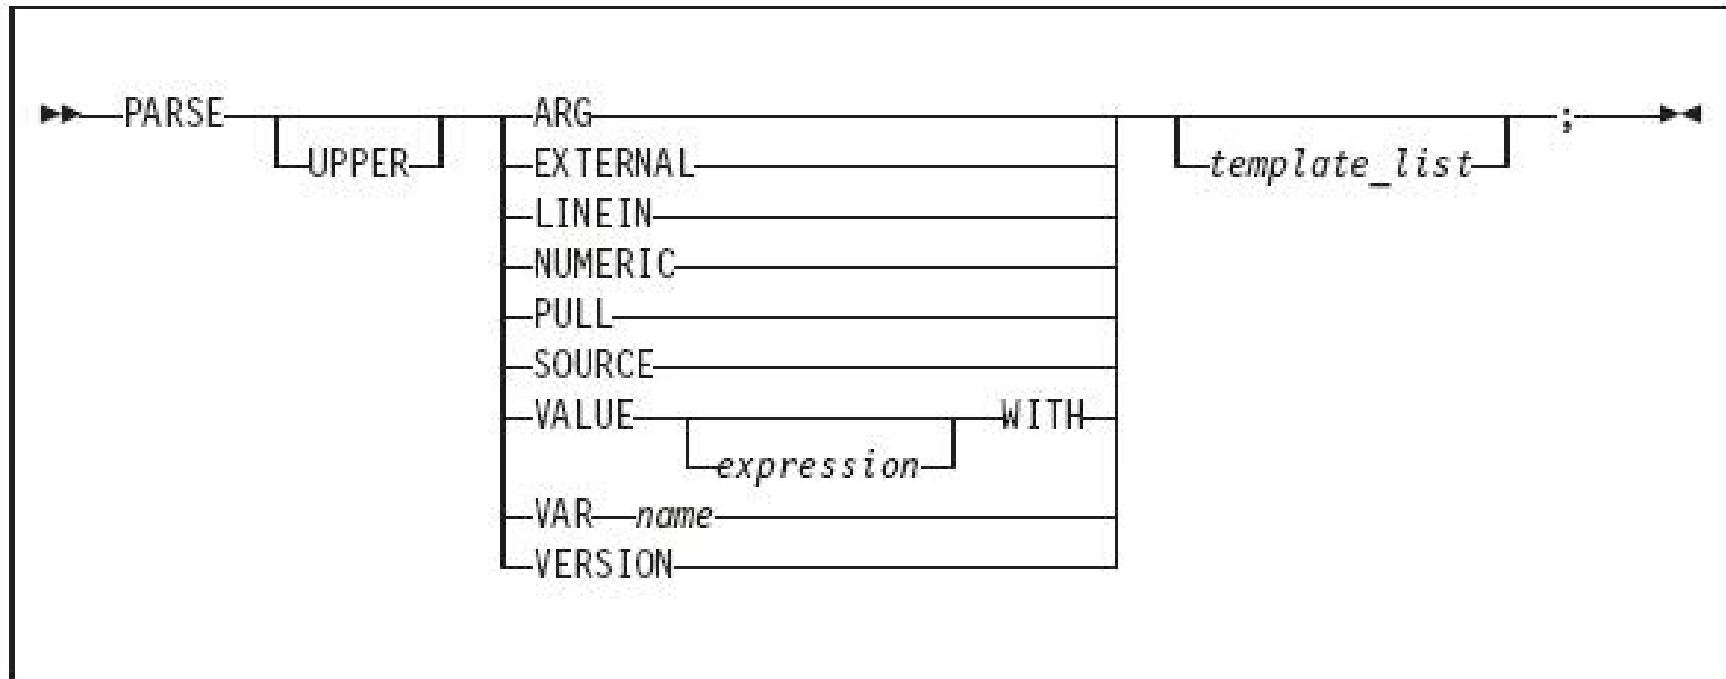 PARSE ARG ;
UPPER EXTERNAL template_list
LINEIN
NUMERIC
PULL
SOURCE
VALUE WITH
expression
VAR name
VERSION